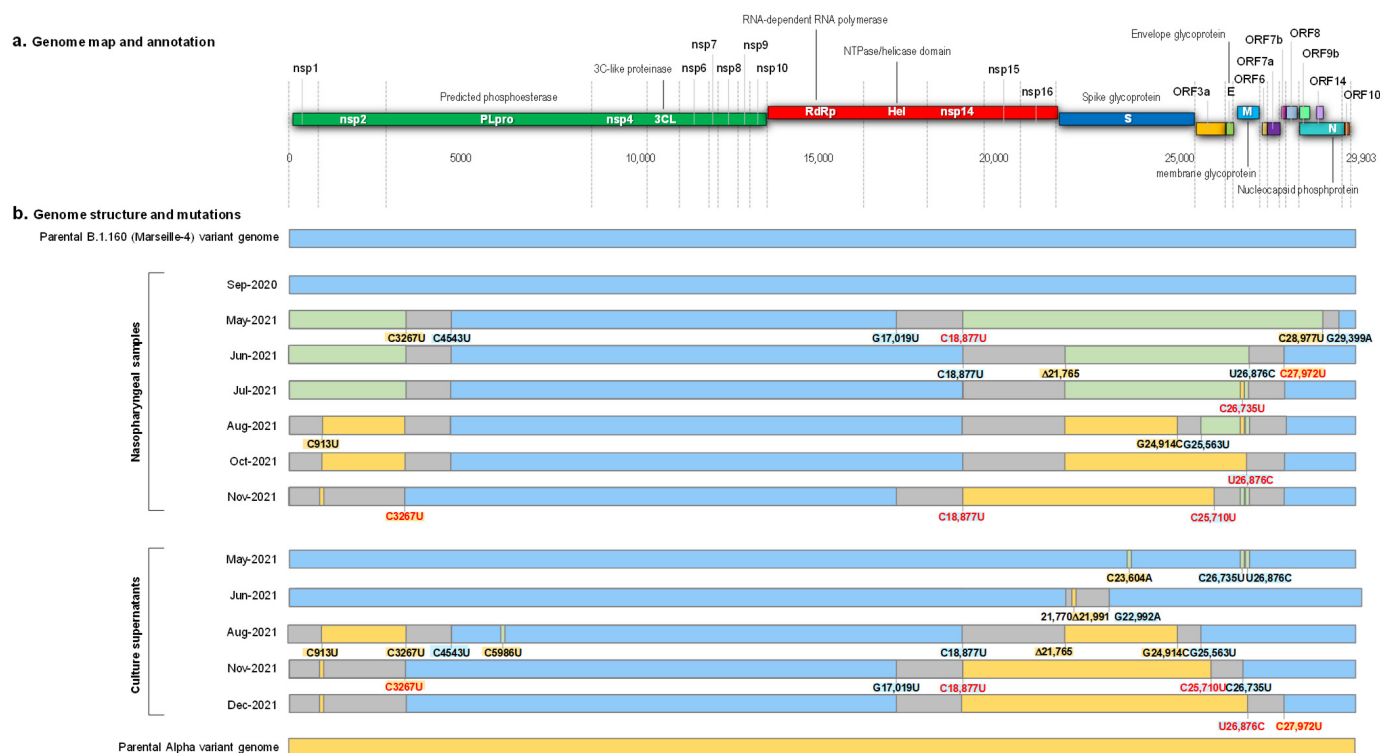 a. Genome map and annotation
RNA-dependent RNA polymerase
3C-like proteinase
NTPase/helicase domain
Envelope glycoprotein
Predicted phosphoesterase
Spike glycoprotein
nsp1
nsp6
nsp7
nsp8
nsp9
nsp10
nsp15
nsp16
ORF3a
E
ORF6
ORF7a
ORF7b
ORF8
ORF9b
ORF14
ORF10
nsp2 PLpro nsp4 3CL RdRp Hel nsp14 S M N
0 5000 10,000 15,000 20,000 25,000 29,903
membrane glycoprotein
Nucleocapsid phosphprotein
b. Genome structure and mutations
Parental B.1.160 (Marseille-4) variant genome
Nasopharyngeal samples
Sep-2020
May-2021
C3267U C4543U G17,019U C18,877U C28,977U G29,399A
Jun-2021
C18,877U Δ21,765 U26,876C C27,972U
Jul-2021
C26,735U
Aug-2021
C913U G24,914C G25,563U
Oct-2021
U26,876C
Nov-2021
C3267U C18,877U C25,710U
Culture supernatants
May-2021
C23,604A C26,735U U26,876C
Jun-2021
21,770 Δ21,991 G22,992A
Aug-2021
C913U C3267U C4543U C5986U C18,877U Δ21,765 G24,914C G25,563U
Nov-2021
C3267U G17,019U C18,877U C25,710U C26,735U
Dec-2021
U26,876C C27,972U
Parental Alpha variant genome